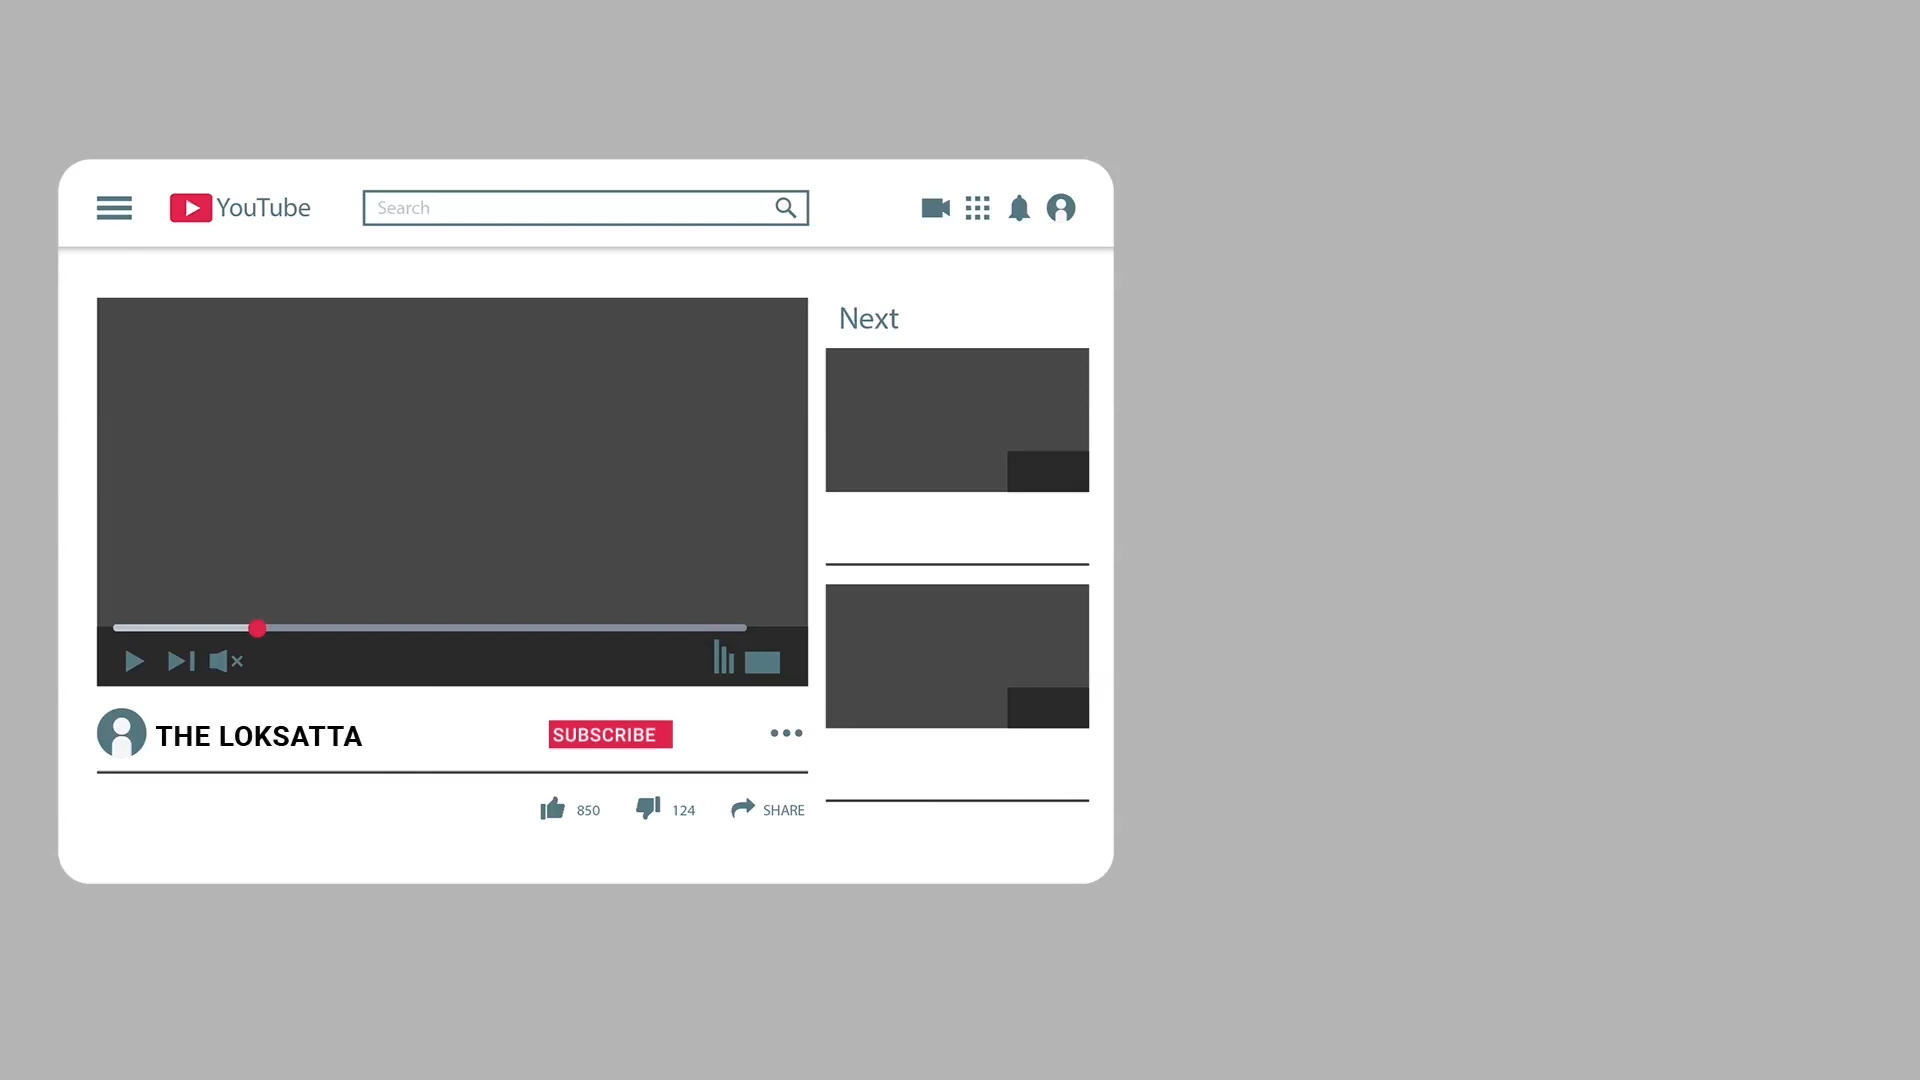 YouTube
Search
Next
THE LOKSATTA
SUBSCRIBE
850
124
SHARE